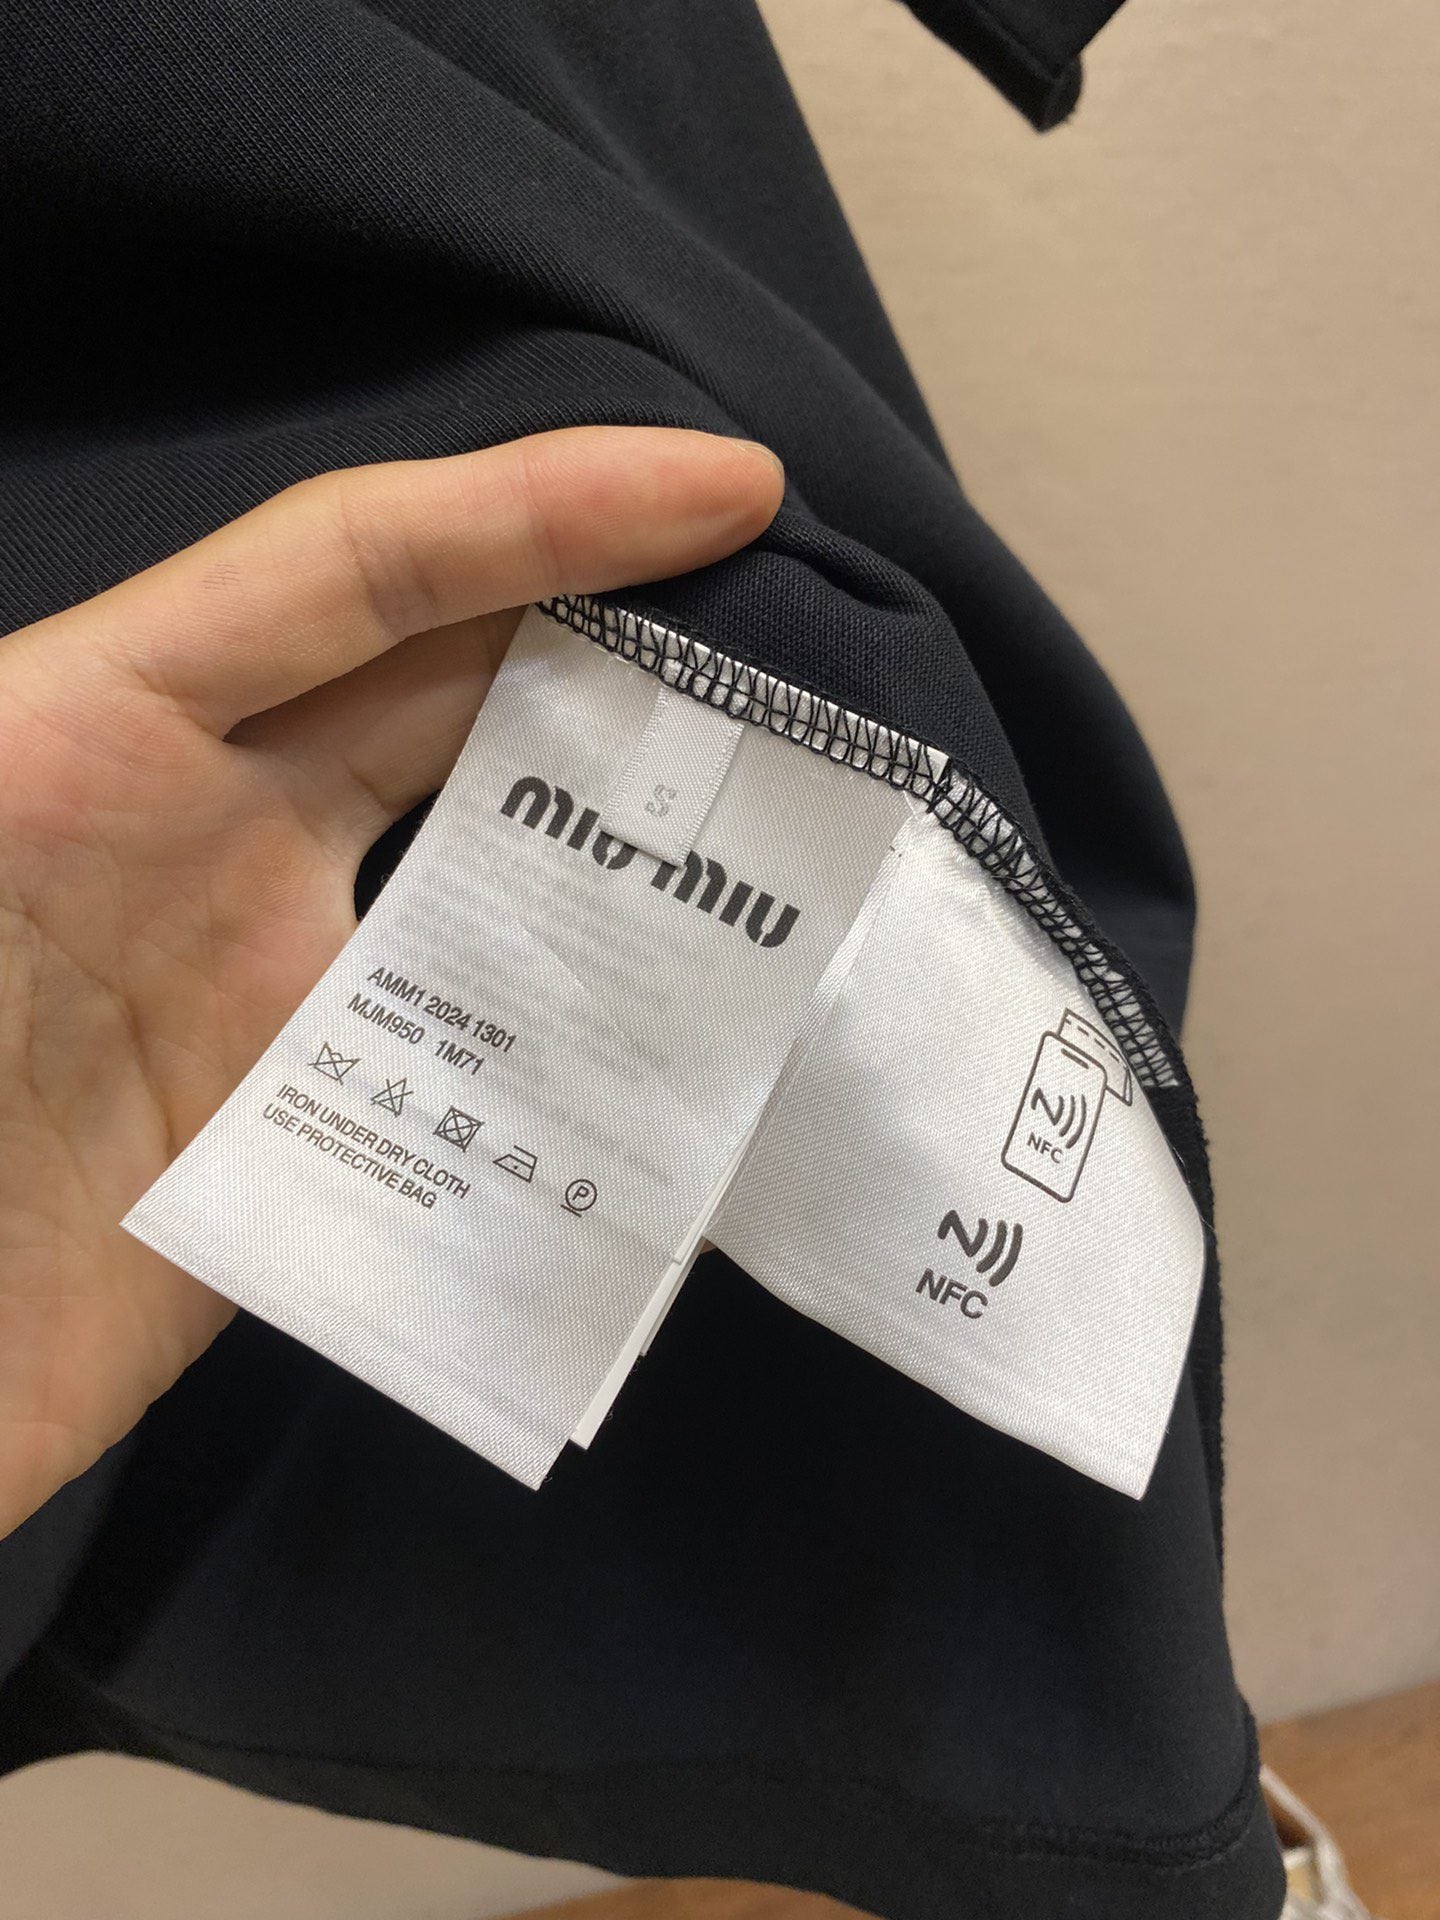 S
miu miu
AMM1 2024 1301
MJM950 1M71
P
IRON UNDER DRY CLOTH
USE PROTECTIVE BAG
N
NFC
N
NFC